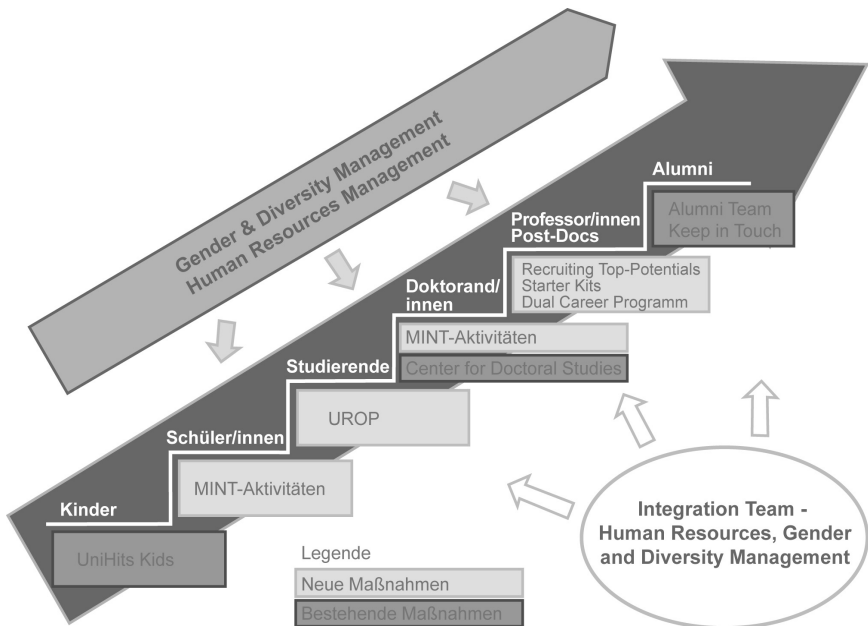 Gender & Diversity Management
Human Resources Management
Alumni
Alumni Team
Keep in Touch
Professor/innen
Post-Docs
Recruiting Top-Potentials
Starter Kits
Dual Career Programm
Doktorand/
innen
MINT-Aktivitäten
Center for Doctoral Studies
Studierende
UROP
Schüler/innen
MINT-Aktivitäten
Kinder
UniHits Kids
Integration Team -
Human Resources, Gender
and Diversity Management
Legende
Neue Maßnahmen
Bestehende Maßnahmen